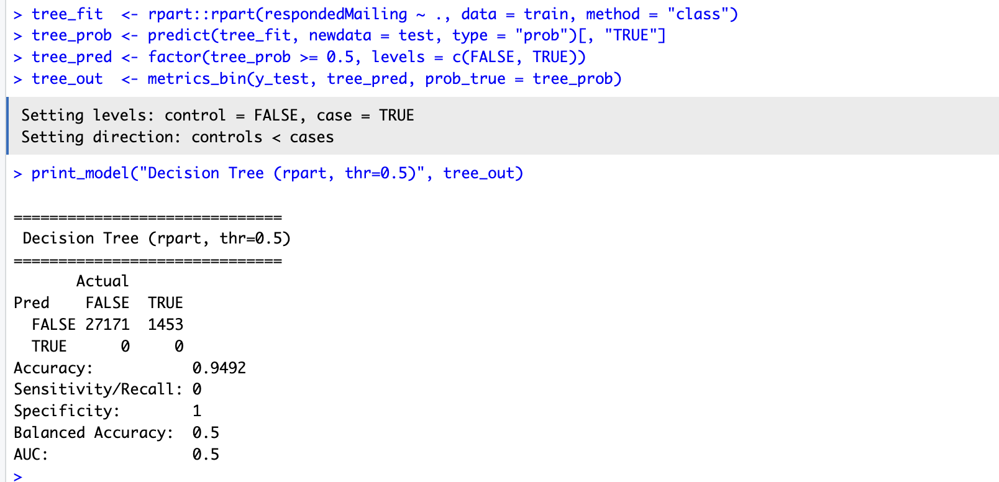 > tree_fit  <- rpart::rpart(respondedMailing ~ ., data = train, method = "class")
> tree_prob <- predict(tree_fit, newdata = test, type = "prob")[, "TRUE"]
> tree_pred <- factor(tree_prob >= 0.5, levels = c(FALSE, TRUE))
> tree_out  <- metrics_bin(y_test, tree_pred, prob_true = tree_prob)
Setting levels: control = FALSE, case = TRUE
Setting direction: controls < cases
> print_model("Decision Tree (rpart, thr=0.5)", tree_out)
==============================
 Decision Tree (rpart, thr=0.5)
==============================
       Actual
Pred    FALSE  TRUE
  FALSE 27171  1453
  TRUE      0     0
Accuracy:           0.9492
Sensitivity/Recall: 0
Specificity:        1
Balanced Accuracy:  0.5
AUC:                0.5
>